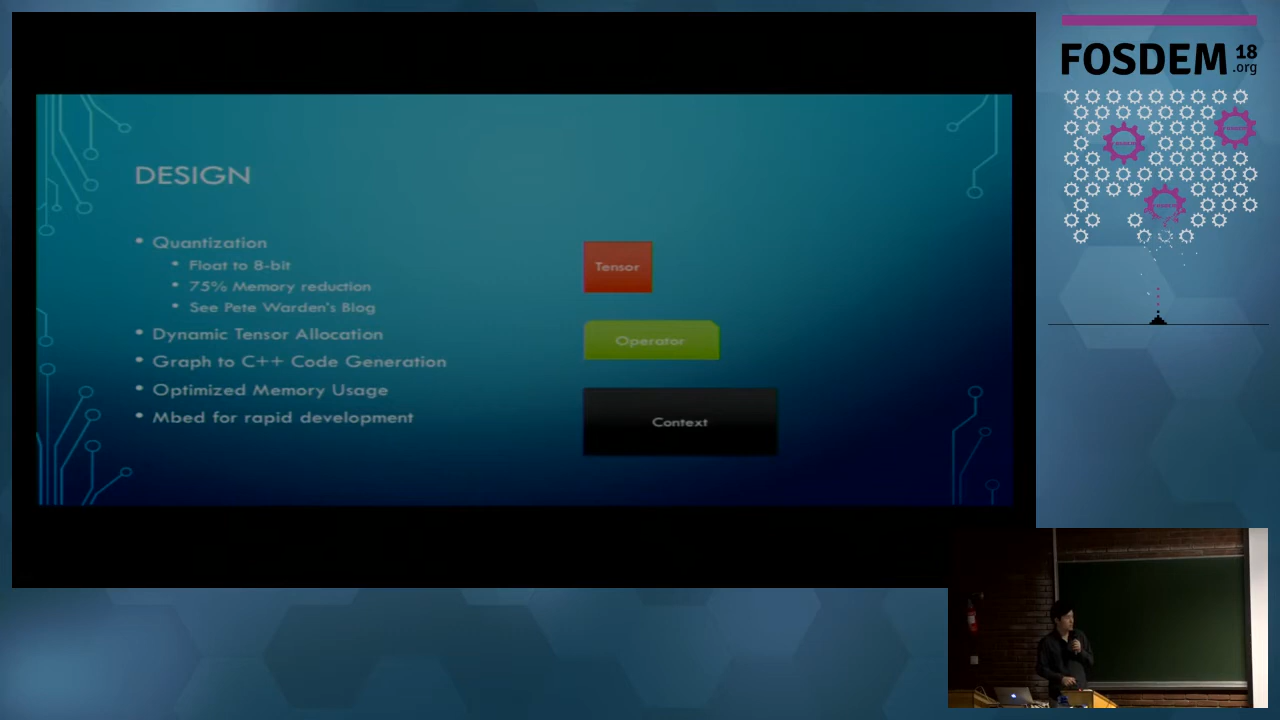 DESIGN
• Quantization
• Float to 8-bit
• 75% Memory reduction
• See Pete Warden's Blog
• Dynamic Tensor Allocation
• Graph to C++ Code Generation
• Optimized Memory Usage
• Mbed for rapid development
Tensor
Operator
Context
FOSDEM 18
.org